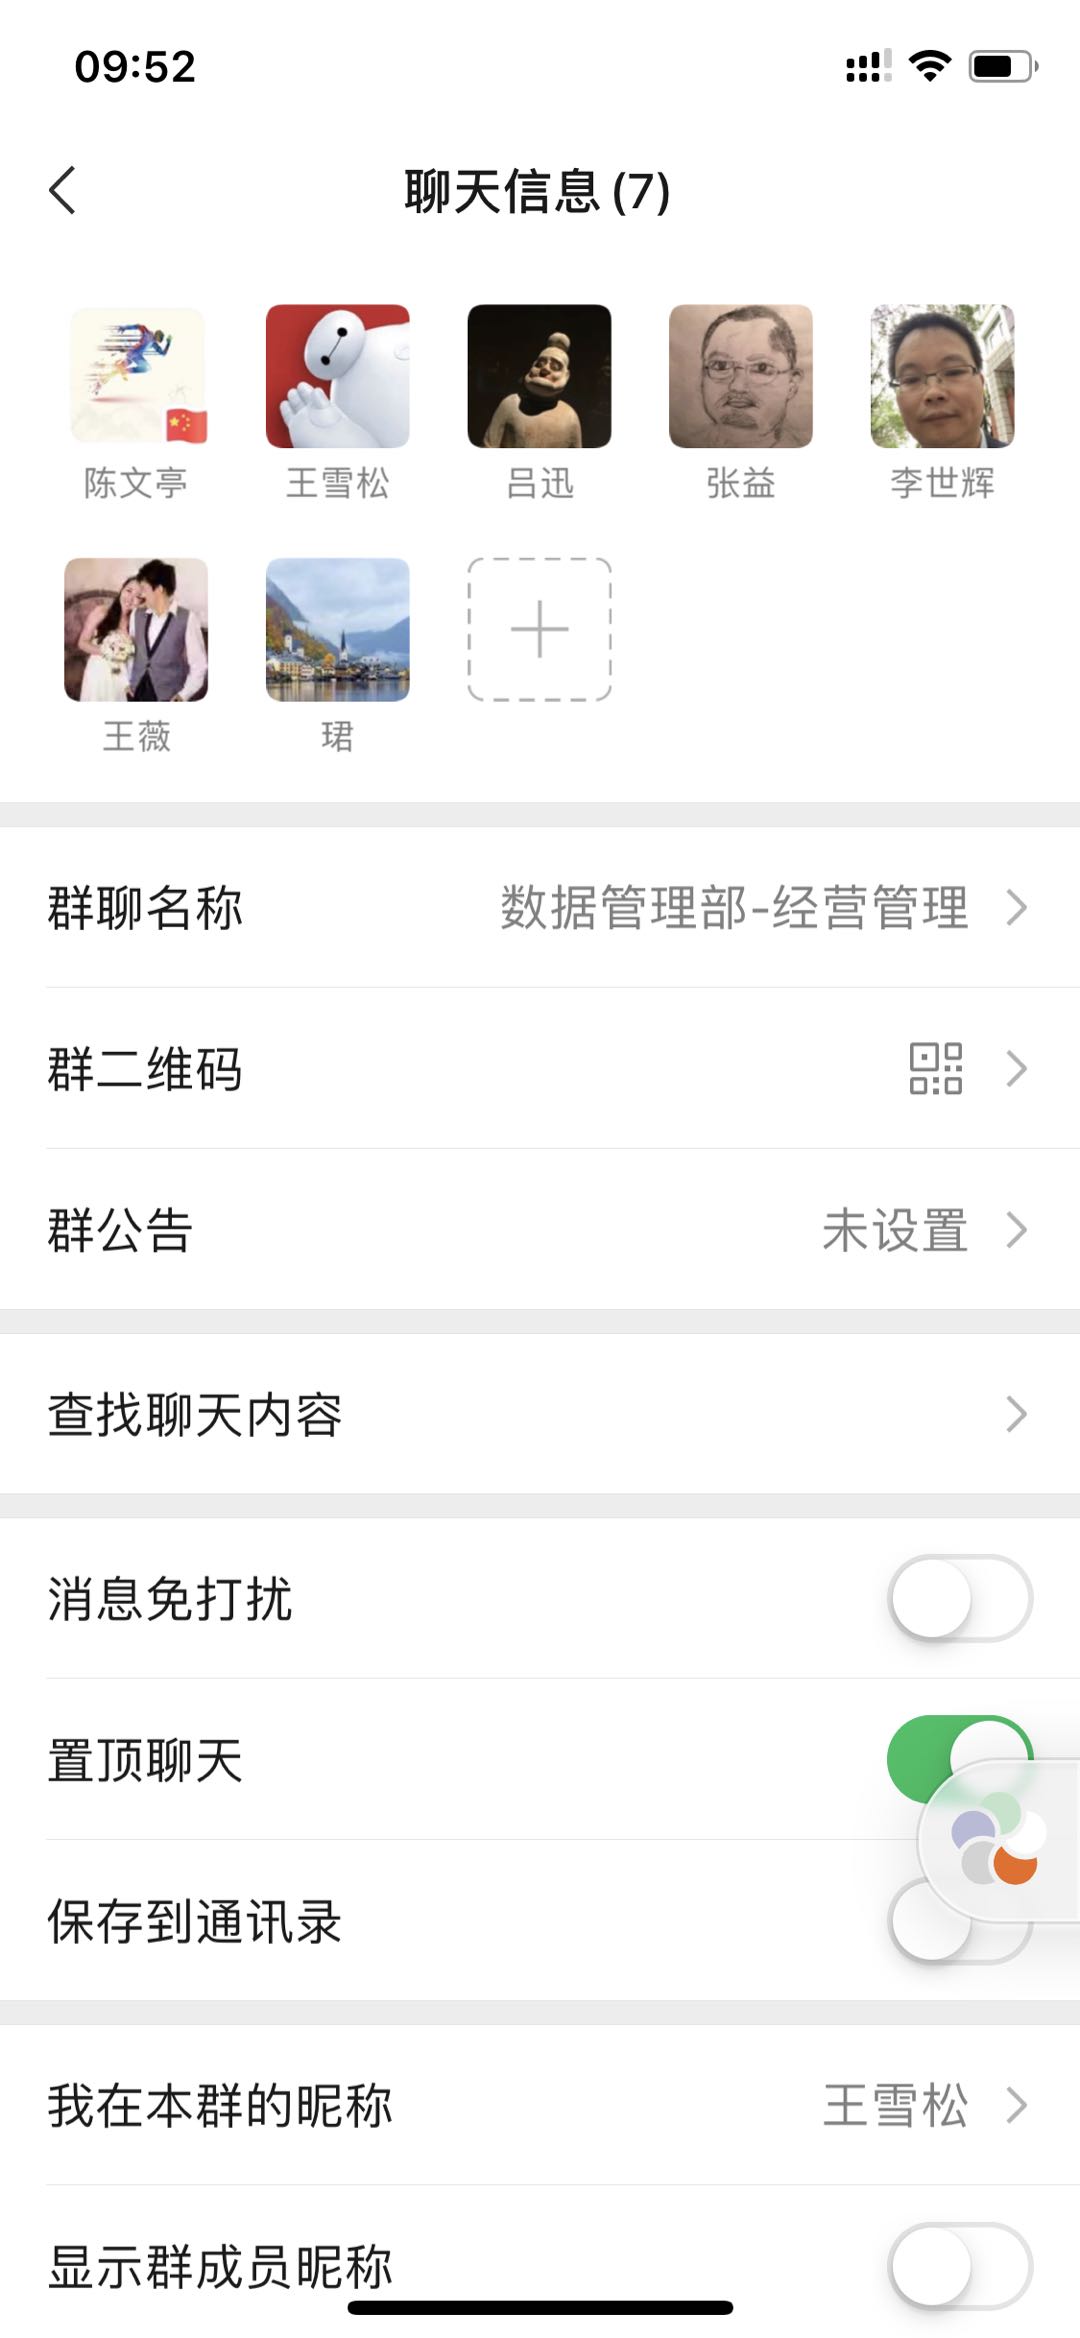 09:52
聊天信息(7)
陈文亭 王雪松 吕迅 张益 李世辉
王薇 珺
群聊名称 数据管理部-经营管理
群二维码
群公告 未设置
查找聊天内容
消息免打扰
置顶聊天
保存到通讯录
我在本群的昵称 王雪松
显示群成员昵称